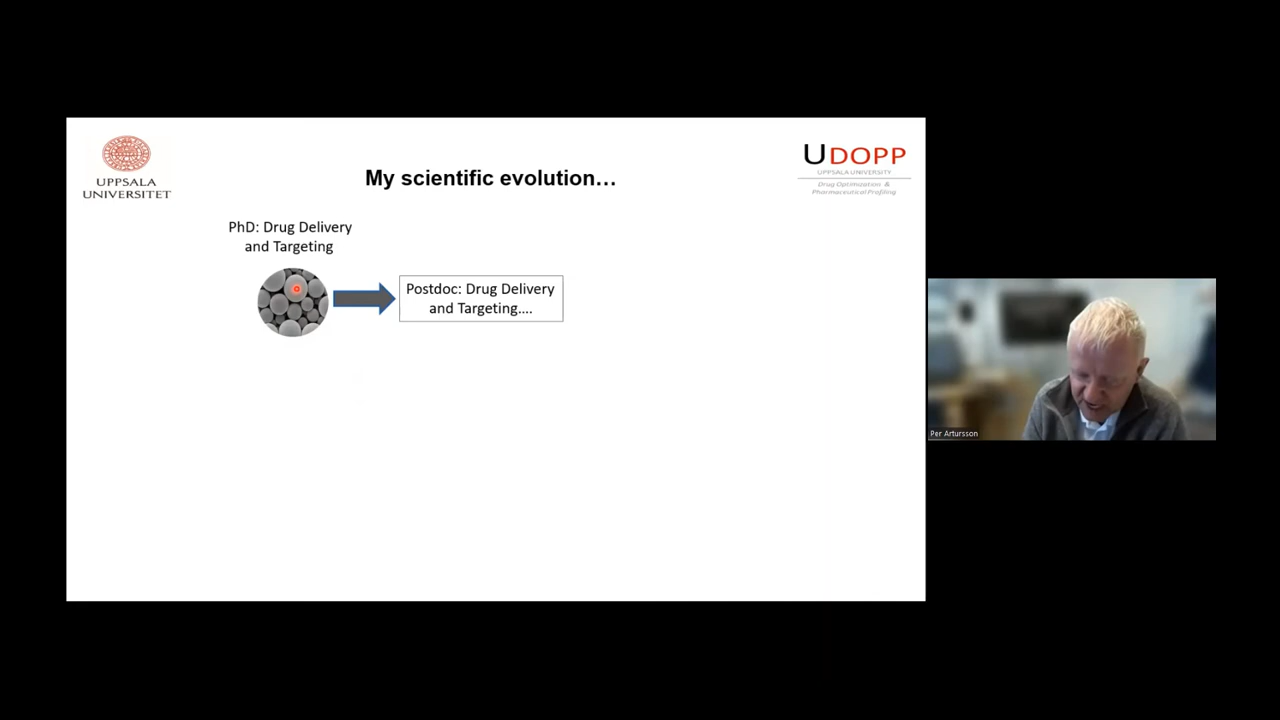 UPPSALA
UNIVERSITET
My scientific evolution…
UDOPP
UPPSALA UNIVERSITY
Drug Optimization &
Pharmaceutical Profiling
PhD: Drug Delivery
and Targeting
Postdoc: Drug Delivery
and Targeting....
Per Artursson